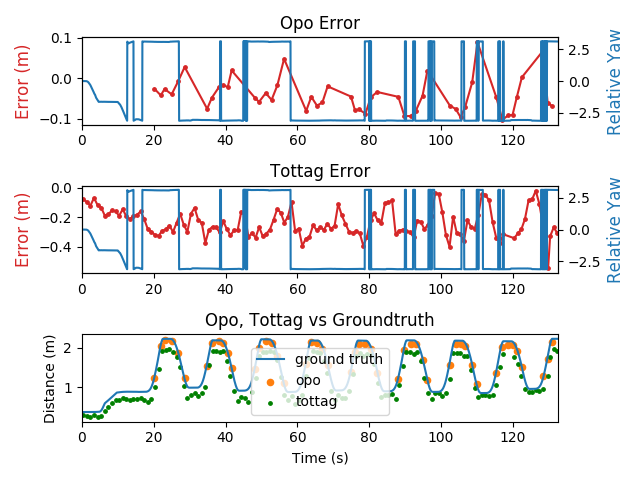 Opo Error
Error (m)
0.1
0.0
−0.1
2.5
0.0
−2.5
Relative Yaw
0 20 40 60 80 100 120
Tottag Error
Error (m)
0.0
−0.2
−0.4
2.5
0.0
−2.5
Relative Yaw
0 20 40 60 80 100 120
Opo, Tottag vs Groundtruth
Distance (m)
2
1
ground truth
opo
tottag
0 20 40 60 80 100 120
Time (s)